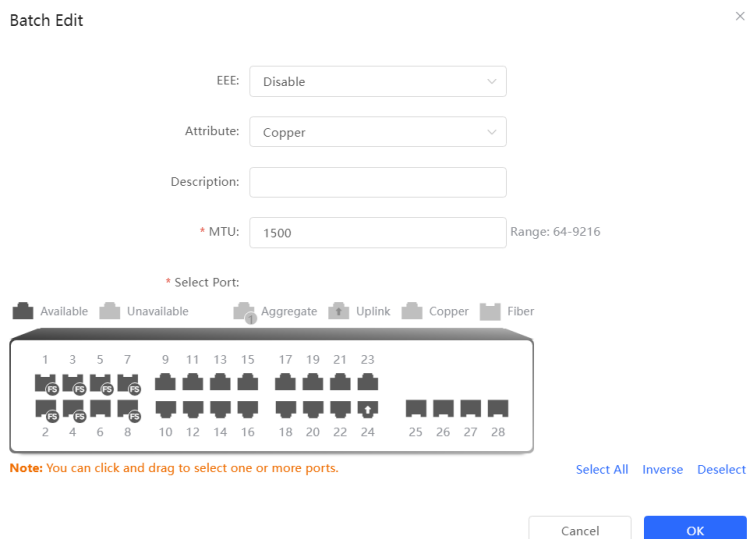 Batch Edit
EEE: Disable
Attribute: Copper
Description:
* MTU: 1500 Range: 64-9216
* Select Port:
Available Unavailable 1 Aggregate Uplink Copper Fiber
1 3 5 7 9 11 13 15 17 19 21 23
FS FS FS FS
FS FS FS
2 4 6 8 10 12 14 16 18 20 22 24 25 26 27 28
Note: You can click and drag to select one or more ports. Select All Inverse Deselect
Cancel OK